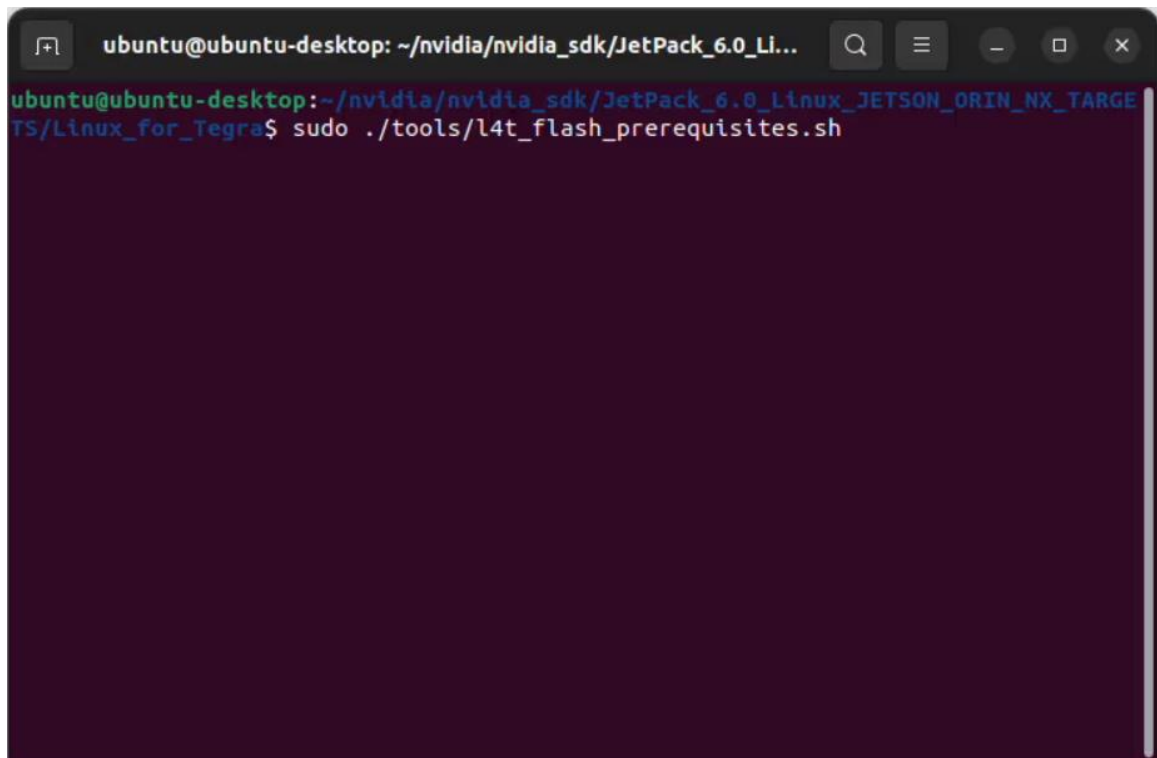 ubuntu@ubuntu-desktop: ~/nvidia/nvidia_sdk/JetPack_6.0_Li...
ubuntu@ubuntu-desktop:~/nvidia/nvidia_sdk/JetPack_6.0_Linux_JETSON_ORIN_NX_TARGE
TS/Linux_for_Tegra$ sudo ./tools/l4t_flash_prerequisites.sh